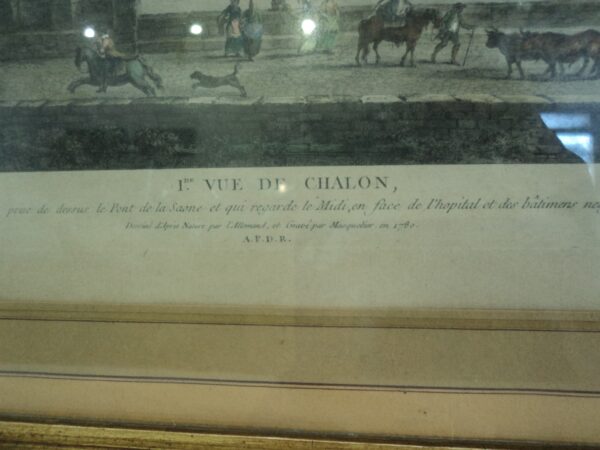 I.re VUE DE CHALON,
prise de dessus le Pont de la Saone et qui regarde le Midi, en face de l'hopital et des bâtimens
Dessiné d'Après Nature par l'Allemand, et Gravé par Masquelier en 1780.
A.P.D.R.